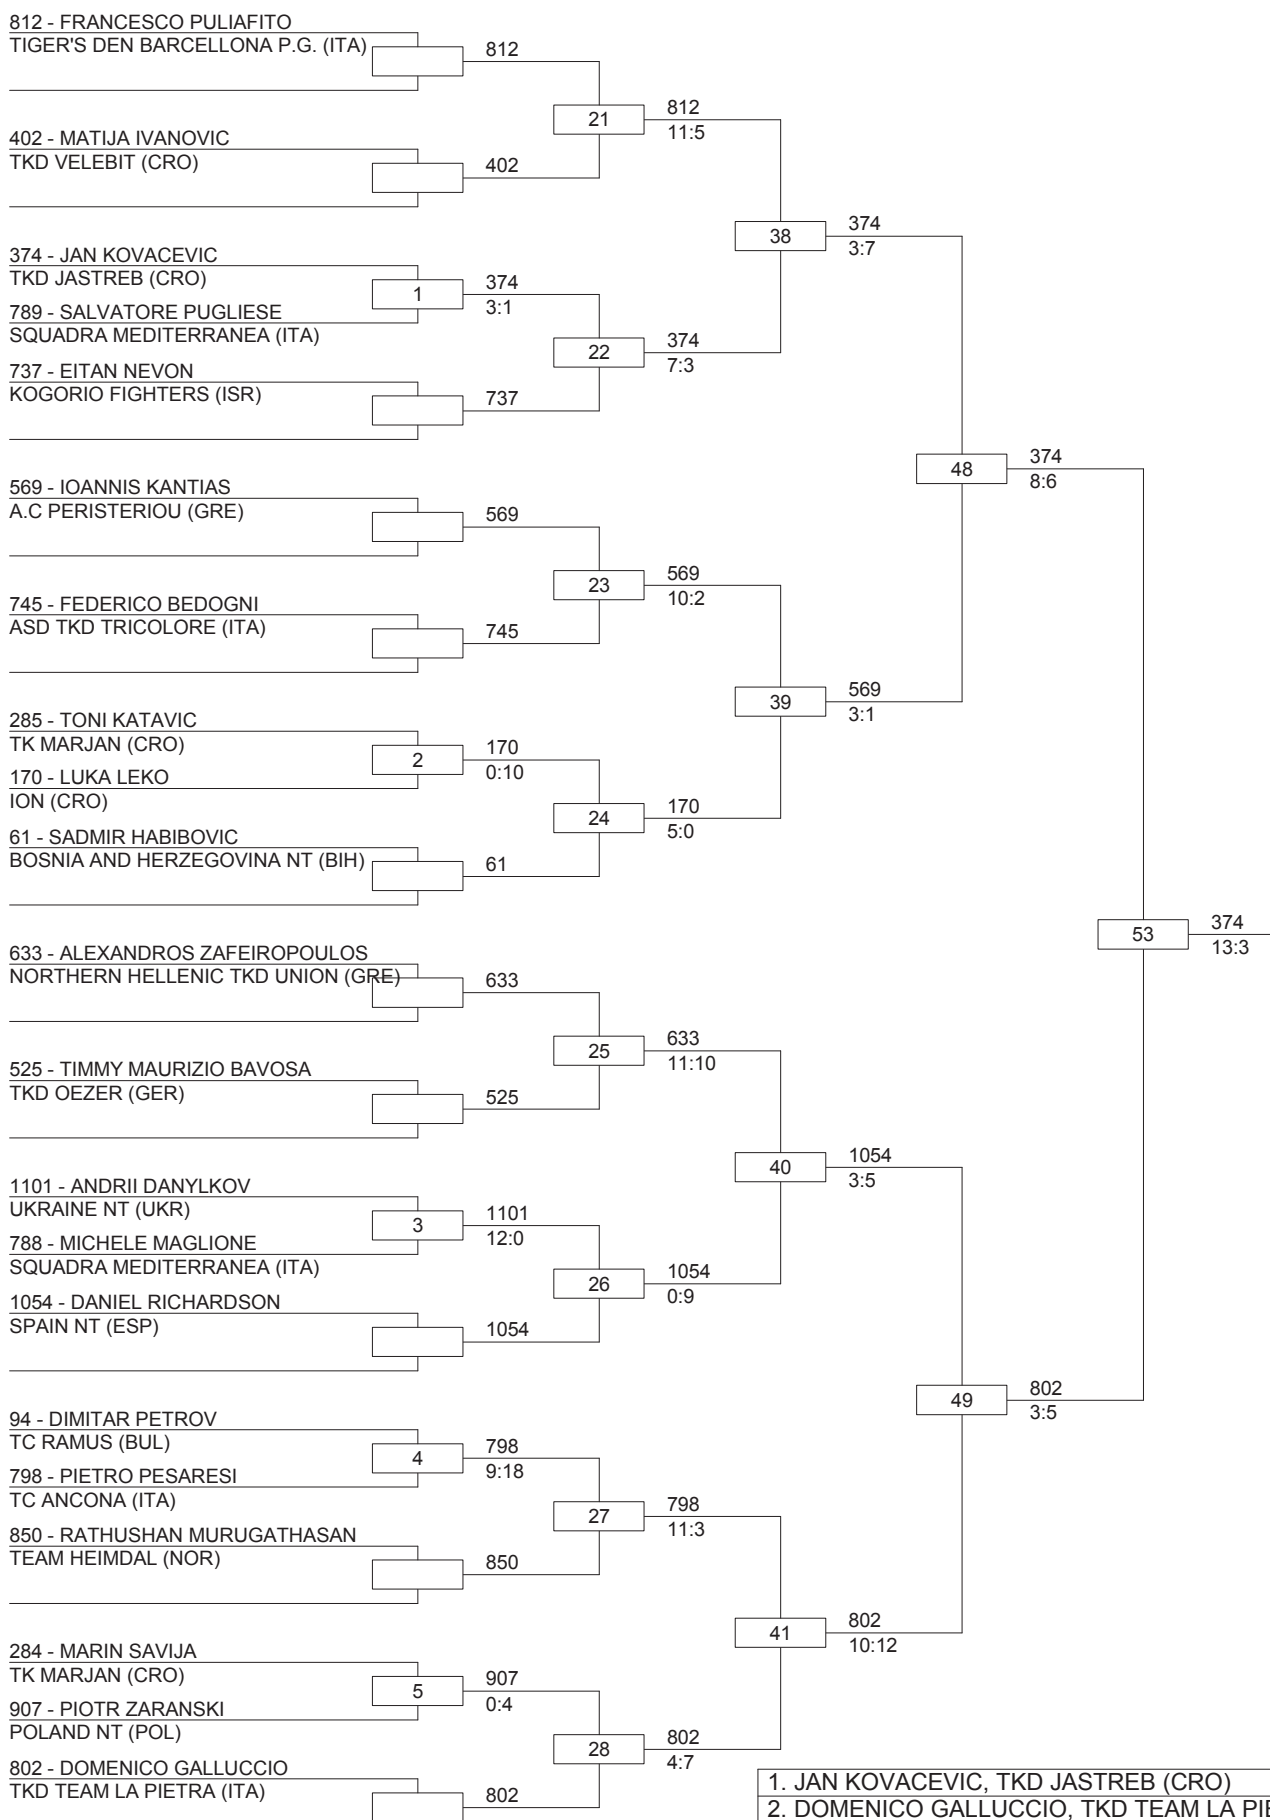 812 - FRANCESCO PULIAFITO
TIGER'S DEN BARCELLONA P.G. (ITA)
812
21
812
11:5
402 - MATIJA IVANOVIC
TKD VELEBIT (CRO)
402
38
374
3:7
374 - JAN KOVACEVIC
TKD JASTREB (CRO)
1
374
3:1
789 - SALVATORE PUGLIESE
SQUADRA MEDITERRANEA (ITA)
22
374
7:3
737 - EITAN NEVON
KOGORIO FIGHTERS (ISR)
737
48
374
8:6
569 - IOANNIS KANTIAS
A.C PERISTERIOU (GRE)
569
23
569
10:2
745 - FEDERICO BEDOGNI
ASD TKD TRICOLORE (ITA)
745
39
569
3:1
285 - TONI KATAVIC
TK MARJAN (CRO)
2
170
0:10
170 - LUKA LEKO
ION (CRO)
24
170
5:0
61 - SADMIR HABIBOVIC
BOSNIA AND HERZEGOVINA NT (BIH)
61
53
374
13:3
633 - ALEXANDROS ZAFEIROPOULOS
NORTHERN HELLENIC TKD UNION (GRE)
633
25
633
11:10
525 - TIMMY MAURIZIO BAVOSA
TKD OEZER (GER)
525
40
1054
3:5
1101 - ANDRII DANYLKOV
UKRAINE NT (UKR)
3
1101
12:0
788 - MICHELE MAGLIONE
SQUADRA MEDITERRANEA (ITA)
26
1054
0:9
1054 - DANIEL RICHARDSON
SPAIN NT (ESP)
1054
49
802
3:5
94 - DIMITAR PETROV
TC RAMUS (BUL)
4
798
9:18
798 - PIETRO PESARESI
TC ANCONA (ITA)
27
798
11:3
850 - RATHUSHAN MURUGATHASAN
TEAM HEIMDAL (NOR)
850
41
802
10:12
284 - MARIN SAVIJA
TK MARJAN (CRO)
5
907
0:4
907 - PIOTR ZARANSKI
POLAND NT (POL)
28
802
4:7
802 - DOMENICO GALLUCCIO
TKD TEAM LA PIETRA (ITA)
802
1. JAN KOVACEVIC, TKD JASTREB (CRO)
2. DOMENICO GALLUCCIO, TKD TEAM LA